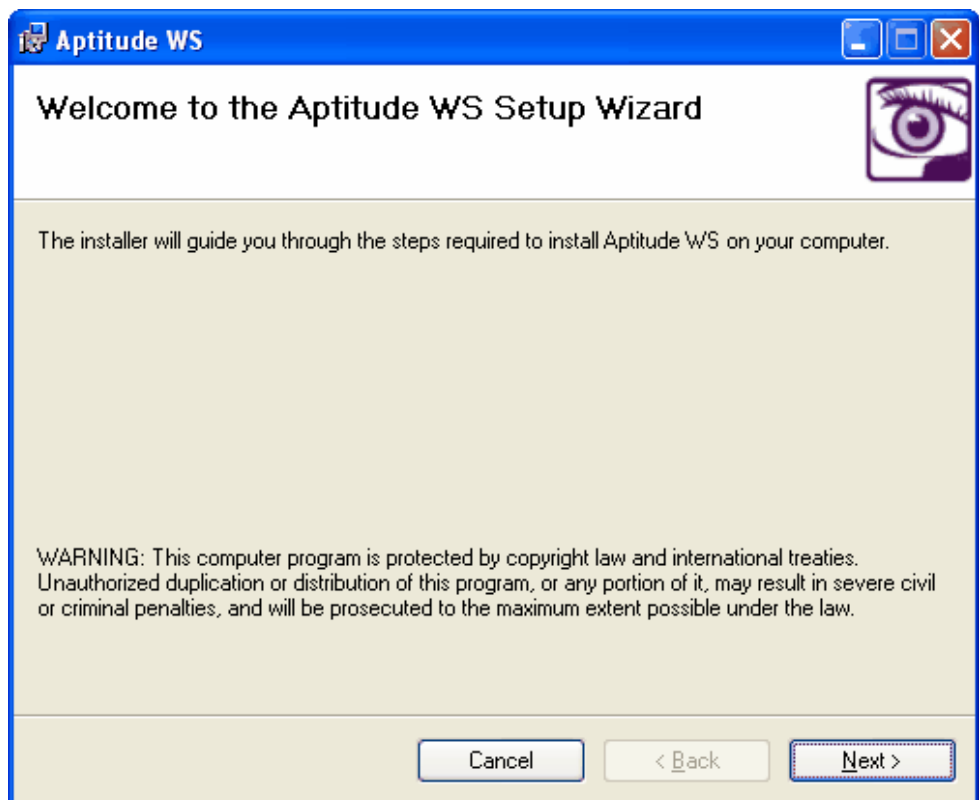 Aptitude WS
Welcome to the Aptitude WS Setup Wizard
The installer will guide you through the steps required to install Aptitude WS on your computer.
WARNING: This computer program is protected by copyright law and international treaties.
Unauthorized duplication or distribution of this program, or any portion of it, may result in severe civil
or criminal penalties, and will be prosecuted to the maximum extent possible under the law.
Cancel
< Back
Next >